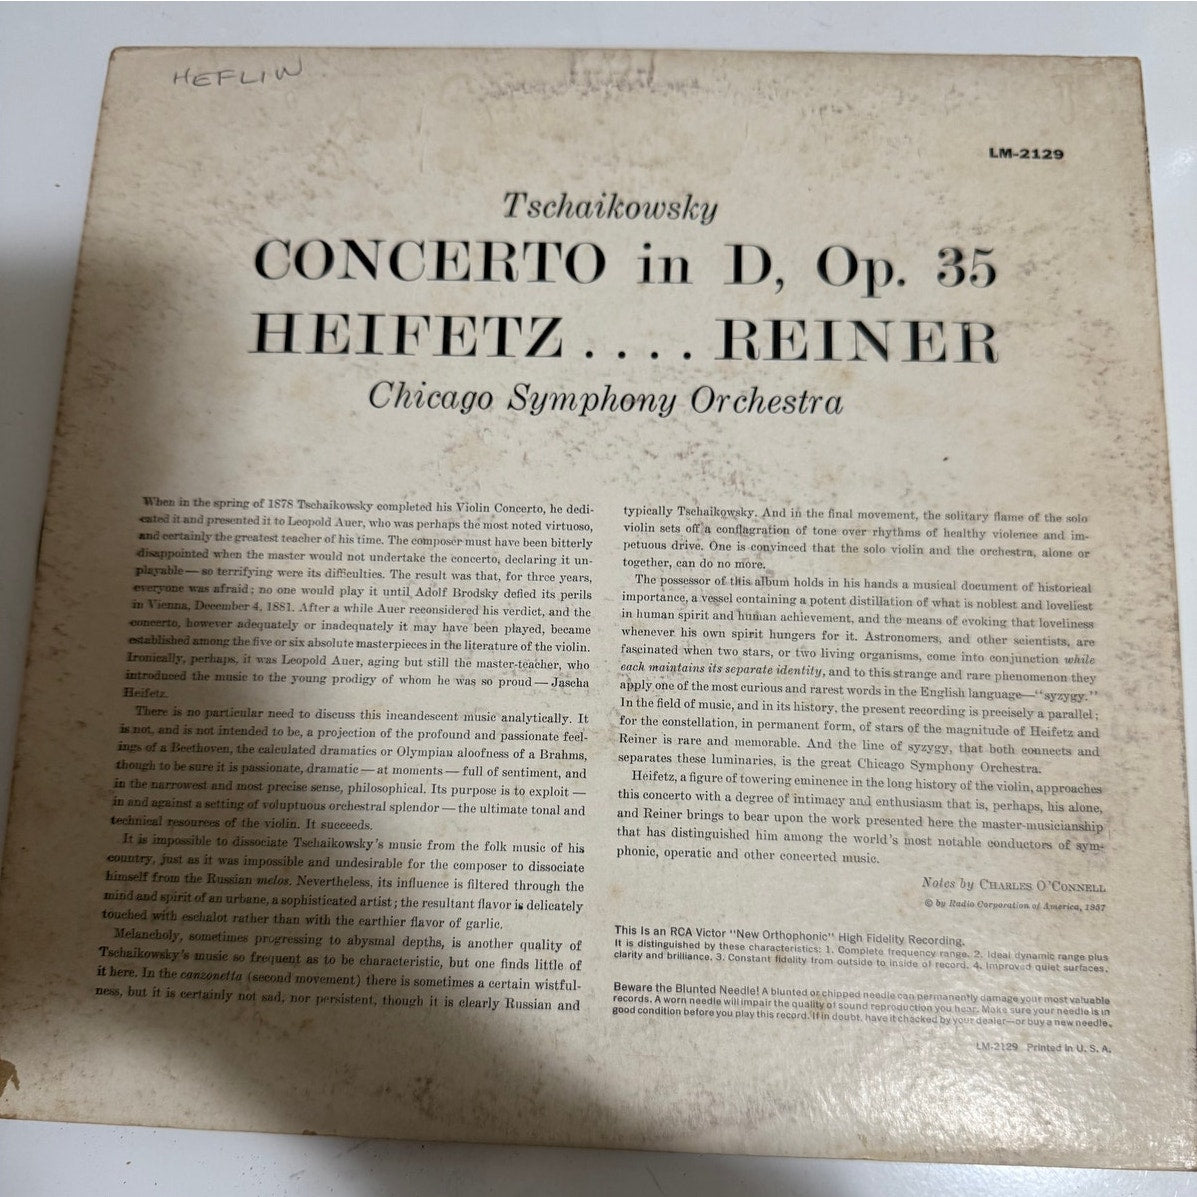 HEFLIN
LM-2129
Tschaikowsky
CONCERTO in D, Op. 35
HEIFETZ . . . . REINER
Chicago Symphony Orchestra
When in the spring of 1878 Tschaikowsky completed his Violin Concerto, he dedi-
cated it and presented it to Leopold Auer, who was perhaps the most noted virtuoso,
and certainly the greatest teacher of his time. The composer must have been bitterly
disappointed when the master would not undertake the concerto, declaring it un-
playable — so terrifying were its difficulties. The result was that, for three years,
everyone was afraid; no one would play it until Adolf Brodsky defied its perils
in Vienna, December 4, 1881. After a while Auer reconsidered his verdict, and the
concerto, however adequately or inadequately it may have been played, became
established among the five or six absolute masterpieces in the literature of the violin.
Ironically, perhaps, it was Leopold Auer, aging but still the master-teacher, who
introduced the music to the young prodigy of whom he was so proud — Jascha
Heifetz.
There is no particular need to discuss this incandescent music analytically. It
is not, and is not intended to be, a projection of the profound and passionate feel-
ings of a Beethoven, the calculated dramatics or Olympian aloofness of a Brahms,
though to be sure it is passionate, dramatic — at moments — full of sentiment, and
in the narrowest and most precise sense, philosophical. Its purpose is to exploit —
in and against a setting of voluptuous orchestral splendor — the ultimate tonal and
technical resources of the violin. It succeeds.
It is impossible to dissociate Tschaikowsky's music from the folk music of his
country, just as it was impossible and undesirable for the composer to dissociate
himself from the Russian melos. Nevertheless, its influence is filtered through the
mind and spirit of an urbane, a sophisticated artist; the resultant flavor is delicately
touched with eschalot rather than with the earthier flavor of garlic.
Melancholy, sometimes progressing to abysmal depths, is another quality of
Tschaikowsky's music so frequent as to be characteristic, but one finds little of
it here. In the canzonetta (second movement) there is sometimes a certain wistful-
ness, but it is certainly not sad, nor persistent, though it is clearly Russian and
typically Tschaikowsky. And in the final movement, the solitary flame of the solo
violin sets off a conflagration of tone over rhythms of healthy violence and im-
petuous drive. One is convinced that the solo violin and the orchestra, alone or
together, can do no more.
The possessor of this album holds in his hands a musical document of historical
importance, a vessel containing a potent distillation of what is noblest and loveliest
in human spirit and human achievement, and the means of evoking that loveliness
whenever his own spirit hungers for it. Astronomers, and other scientists, are
fascinated when two stars, or two living organisms, come into conjunction while
each maintains its separate identity, and to this strange and rare phenomenon they
apply one of the most curious and rarest words in the English language—"syzygy."
In the field of music, and in its history, the present recording is precisely a parallel;
for the constellation, in permanent form, of stars of the magnitude of Heifetz and
Reiner is rare and memorable. And the line of syzygy, that both connects and
separates these luminaries, is the great Chicago Symphony Orchestra.
Heifetz, a figure of towering eminence in the long history of the violin, approaches
this concerto with a degree of intimacy and enthusiasm that is, perhaps, his alone,
and Reiner brings to bear upon the work presented here the master-musicianship
that has distinguished him among the world's most notable conductors of sym-
phonic, operatic and other concerted music.
Notes by CHARLES O'CONNELL
© by Radio Corporation of America, 1957
This Is an RCA Victor "New Orthophonic" High Fidelity Recording.
It is distinguished by these characteristics: 1. Complete frequency range. 2. Ideal dynamic range plus
clarity and brilliance. 3. Constant fidelity from outside to inside of record. 4. Improved quiet surfaces.
Beware the Blunted Needle! A blunted or chipped needle can permanently damage your most valuable
records. A worn needle will impair the quality of sound reproduction you hear. Make sure your needle is in
good condition before you play this record. If in doubt, have it checked by your dealer—or buy a new needle.
LM-2129 Printed in U. S. A.